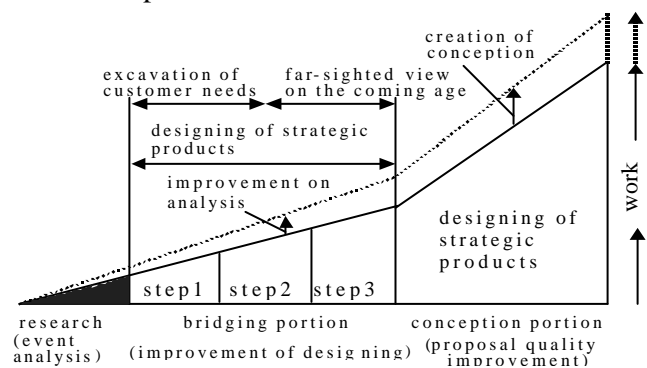 creation of
conception
excavation of
customer needs
far-sighted view
on the coming age
designing of strategic
products
improvement on
analysis
designing of
strategic
products
work
step1
step2
step3
research
(event
analysis)
bridging portion
(improvement of designing)
conception portion
(proposal quality
improvement)